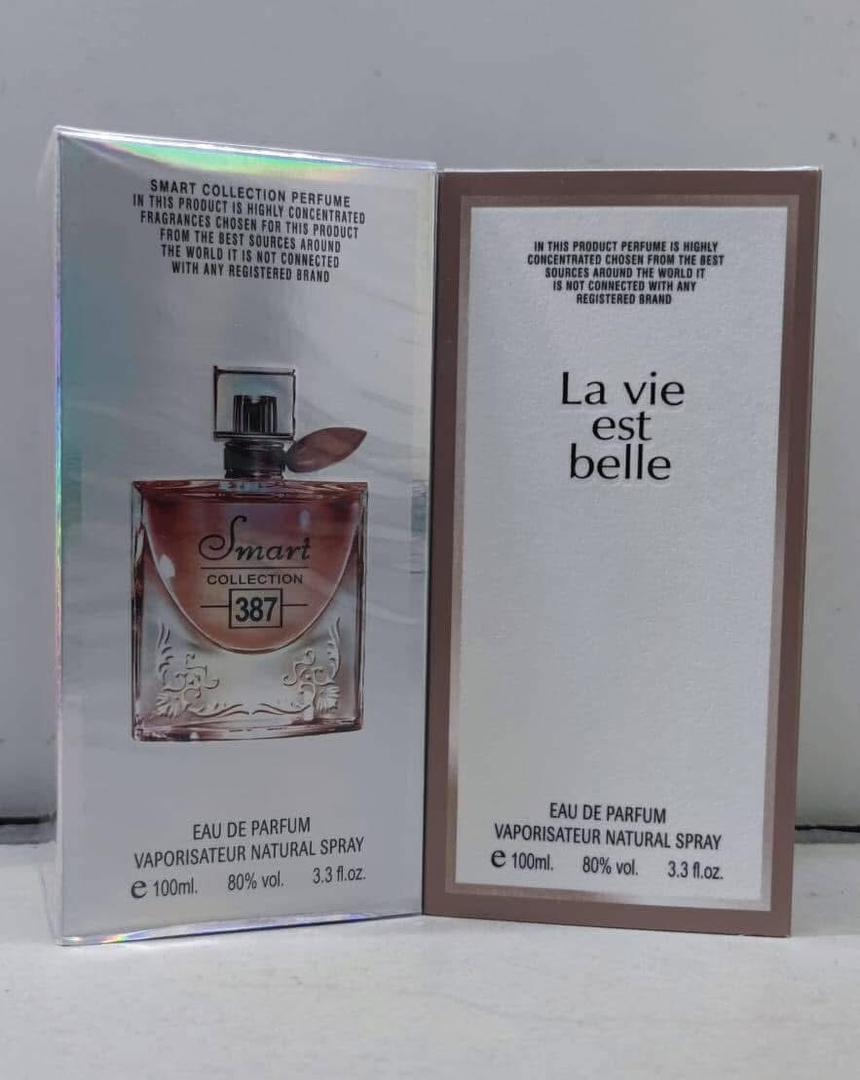 SMART COLLECTION PERFUME
IN THIS PRODUCT IS HIGHLY CONCENTRATED
FRAGRANCES CHOSEN FOR THIS PRODUCT
FROM THE BEST SOURCES AROUND
THE WORLD IT IS NOT CONNECTED
WITH ANY REGISTERED BRAND
Smart
COLLECTION
387
EAU DE PARFUM
VAPORISATEUR NATURAL SPRAY
e 100ml. 80% vol. 3.3 fl.oz.
IN THIS PRODUCT PERFUME IS HIGHLY
CONCENTRATED CHOSEN FROM THE BEST
SOURCES AROUND THE WORLD IT
IS NOT CONNECTED WITH ANY
REGISTERED BRAND
La vie
est
belle
EAU DE PARFUM
VAPORISATEUR NATURAL SPRAY
e 100ml. 80% vol. 3.3 fl.oz.